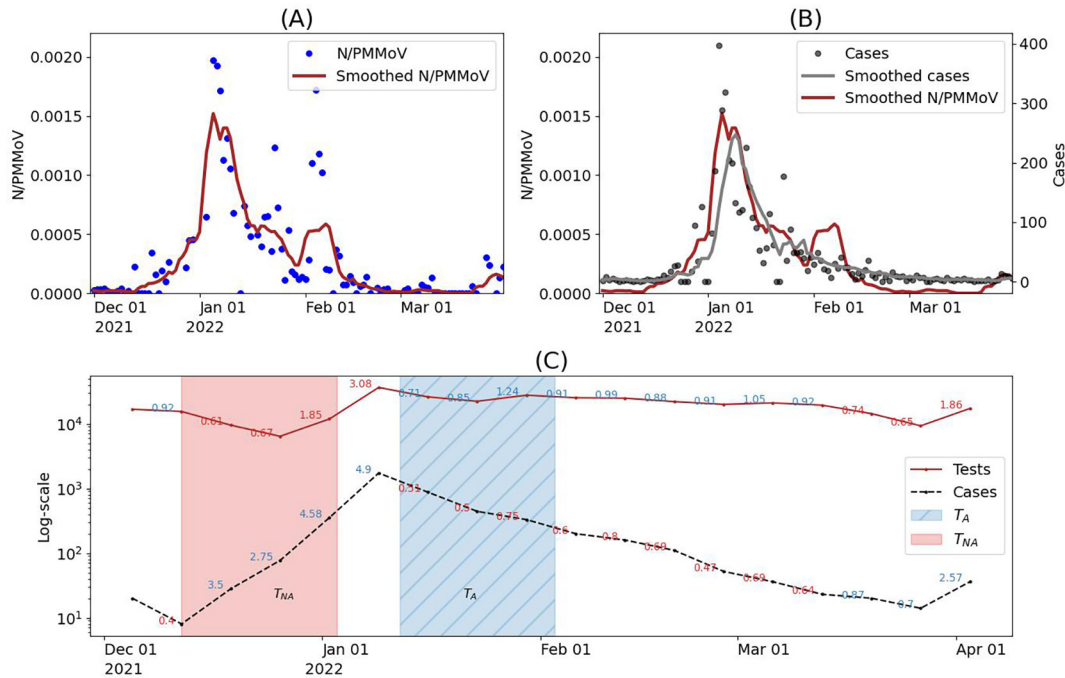 (A)
N/PMMoV
Smoothed N/PMMoV
0.0020
0.0015
0.0010
0.0005
0.0000
N/PMMoV
Dec 01
2021
Jan 01
2022
Feb 01
Mar 01
(B)
Cases
Smoothed cases
Smoothed N/PMMoV
0.0020
0.0015
0.0010
0.0005
0.0000
N/PMMoV
400
300
200
100
0
Cases
Dec 01
2021
Jan 01
2022
Feb 01
Mar 01
(C)
0.92
0.61
0.67
1.85
3.08
0.71
0.85
1.24
0.91
0.99
0.88
0.91
1.05
0.92
0.74
0.65
1.86
0.4
3.5
2.75
4.58
4.9
0.51
0.5
0.75
0.6
0.8
0.69
0.47
0.69
0.64
0.87
0.7
2.57
T_NA
T_A
Tests
Cases
T_A
T_NA
10^4
10^3
10^2
10^1
Log-scale
Dec 01
2021
Jan 01
2022
Feb 01
Mar 01
Apr 01